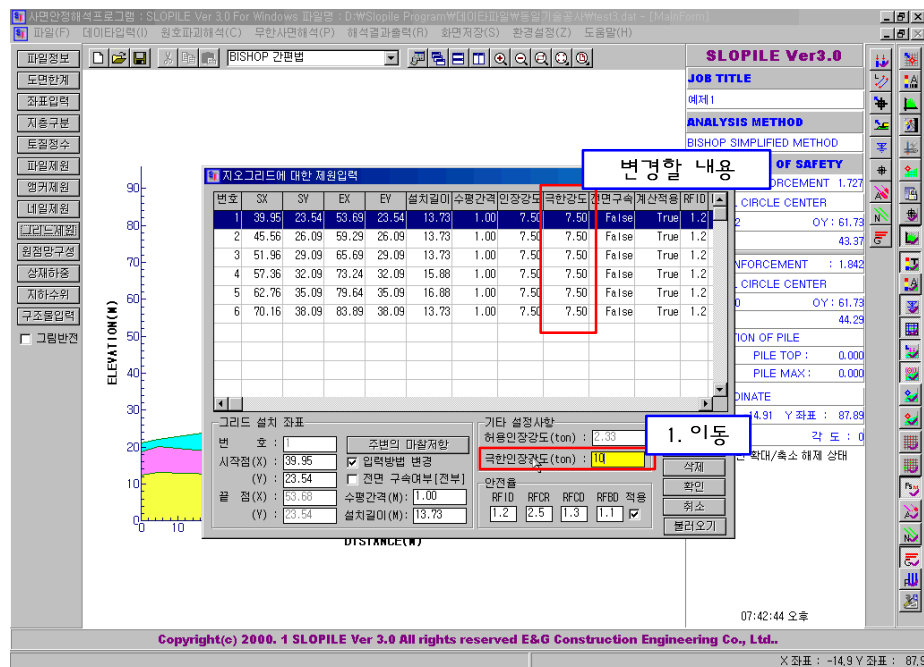 사면안정해석프로그램 : SLOPILE Ver 3.0 For Windows 파일명 : D:₩Slopile Program₩데이타파일₩동일기술공사₩test3.dat - [MainForm]
파일(F) 데이타입력(I) 원호파괴해석(C) 무한사면해석(P) 해석결과출력(R) 화면저장(S) 환경설정(Z) 도움말(H)
파일정보
도면한계
좌표입력
지층구분
토질정수
파일제원
앵커제원
네일제원
그리드제원
원점망구성
상재하중
지하수위
구조물입력
그림반전
BISHOP 간편법
SLOPILE Ver3.0
JOB TITLE
예제1
ANALYSIS METHOD
BISHOP SIMPLIFIED METHOD
OF SAFETY
ORCEMENT 1.727
CIRCLE CENTER
OY : 61.73
43.37
NFORCEMENT : 1.842
CIRCLE CENTER
OY : 61.73
44.29
TION OF PILE
PILE TOP : 0.000
PILE MAX : 0.000
DINATE
14.91 Y 좌표 : 87.89
각 도 : 0
확대/축소 해제 상태
07:42:44 오후
변경할 내용
지오그리드에 대한 제원입력
번호 SX SY EX EY 설치길이 수평간격 인장강도 극한강도 전면구속 계산적용 RFID
1 39.95 23.54 53.69 23.54 13.73 1.00 7.50 7.50 False True 1.2
2 45.56 26.09 59.29 26.09 13.73 1.00 7.50 7.50 False True 1.2
3 51.96 29.09 65.69 29.09 13.73 1.00 7.50 7.50 False True 1.2
4 57.36 32.09 73.24 32.09 15.88 1.00 7.50 7.50 False True 1.2
5 62.76 35.09 79.64 35.09 16.88 1.00 7.50 7.50 False True 1.2
6 70.16 38.09 83.89 38.09 13.73 1.00 7.50 7.50 False True 1.2
그리드 설치 좌표
번 호 : 1
주변의 마찰저항
시작점(X) : 39.95
입력방법 변경
(Y) : 23.54
전면 구속여부[전부]
끝 점(X) : 53.68
수평간격(M): 1.00
(Y) : 23.54
설치길이(M): 13.73
기타 설정사항
허용인장강도(ton) : 2.33
극한인장강도(ton) : 10
안전율
RFID RFCR RFCD RFBD 적용
1.2 2.5 1.3 1.1
1. 이동
삭제
확인
취소
불러오기
ELEVATION(M)
90
80
70
60
50
40
30
20
10
0
0 10
DISTANCE(M)
Copyright(c) 2000. 1 SLOPILE Ver 3.0 All rights reserved E&G Construction Engineering Co., Ltd..
X 좌표 : -14.9 Y 좌표 : 87.9